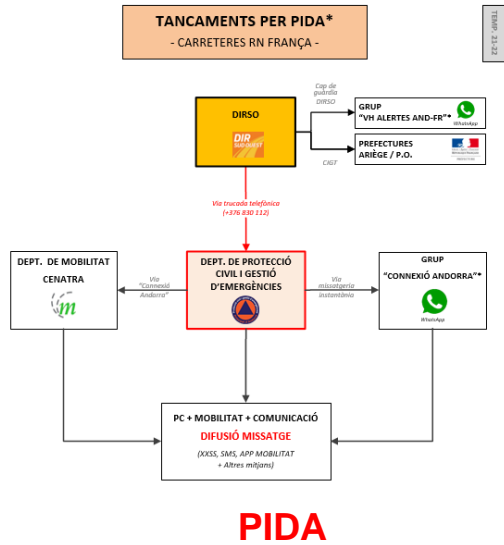 TANCAMENTS PER PIDA*
- CARRETERES RN FRANÇA -
TEMP. 21-22
Cap de
guàrdia
DIRSO
DIRSO
DIR
SUD-OUEST
GRUP
"VH ALERTES AND-FR"*
WhatsApp
PREFECTURES
ARIÈGE / P.O.
CIGT
Via trucada telefònica
(+376 830 112)
DEPT. DE MOBILITAT
CENATRA
m
Via
"Connexió
Andorra"
DEPT. DE PROTECCIÓ
CIVIL I GESTIÓ
D'EMERGÈNCIES
Via
missatgeria
instantània
GRUP
"CONNEXIÓ ANDORRA"*
WhatsApp
PC + MOBILITAT + COMUNICACIÓ
DIFUSIÓ MISSATGE
(XXSS, SMS, APP MOBILITAT
+ Altres mitjans)
PIDA